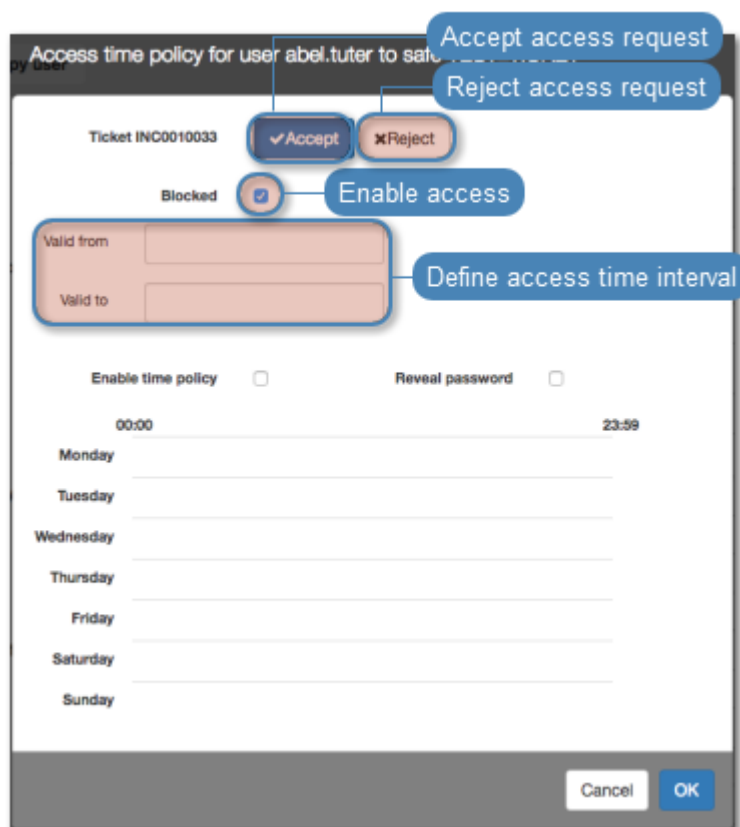 Accept access request
Access time policy for user abel.tuter to safe
py user
Reject access request
Ticket INC0010033 ✔Accept ✖Reject
Blocked Enable access
Valid from
Define access time interval
Valid to
Enable time policy Reveal password
00:00 23:59
Monday
Tuesday
Wednesday
Thursday
Friday
Saturday
Sunday
Cancel OK